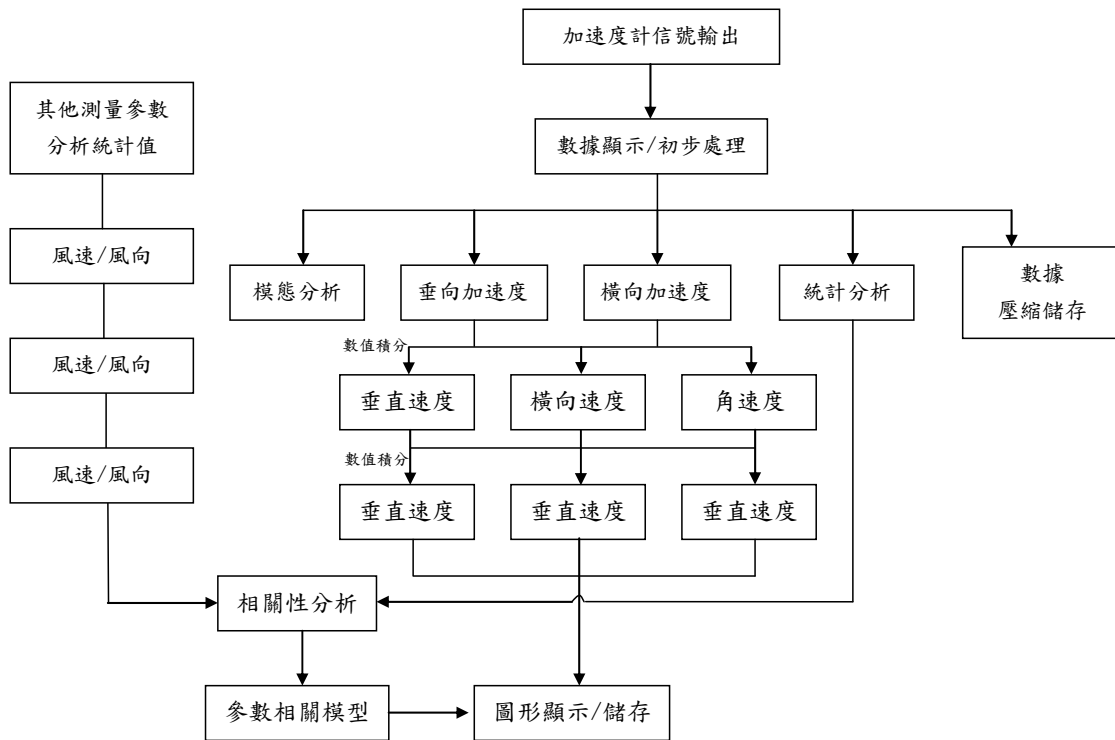 加速度計信號輸出
其他測量參數
分析統計值
數據顯示/初步處理
風速/風向
模態分析
垂向加速度
橫向加速度
統計分析
數據
壓縮儲存
數值積分
風速/風向
垂直速度
橫向速度
角速度
數值積分
風速/風向
垂直速度
垂直速度
垂直速度
相關性分析
參數相關模型
圖形顯示/儲存